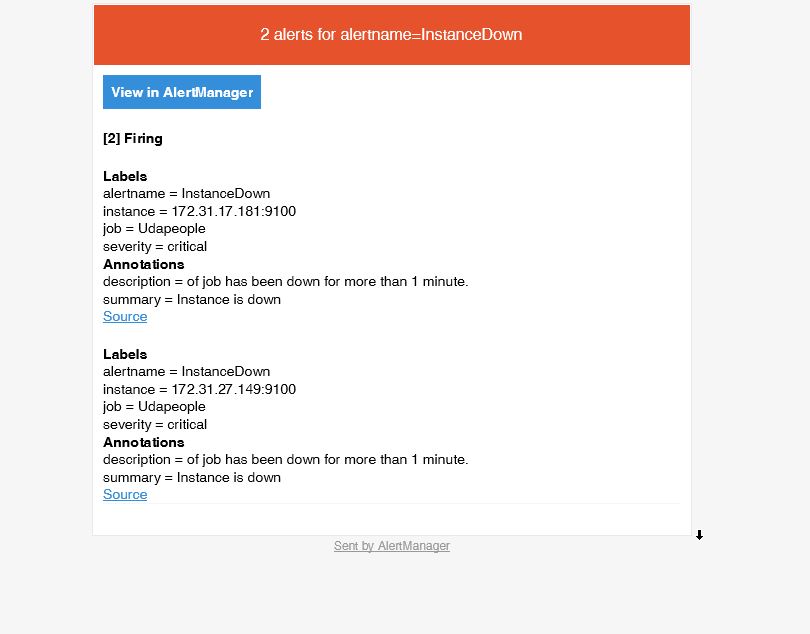 2 alerts for alertname=InstanceDown
View in AlertManager
[2] Firing
Labels
alertname = InstanceDown
instance = 172.31.17.181:9100
job = Udapeople
severity = critical
Annotations
description = of job has been down for more than 1 minute.
summary = Instance is down
Source
Labels
alertname = InstanceDown
instance = 172.31.27.149:9100
job = Udapeople
severity = critical
Annotations
description = of job has been down for more than 1 minute.
summary = Instance is down
Source
Sent by AlertManager